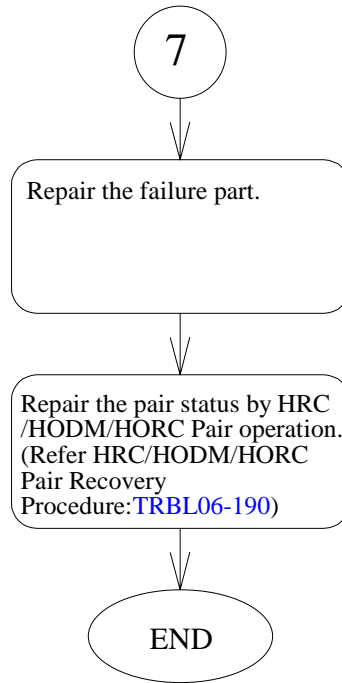 7
Repair the failure part.
Repair the pair status by HRC
/HODM/HORC Pair operation.
(Refer HRC/HODM/HORC
Pair Recovery
Procedure:TRBL06-190)
END